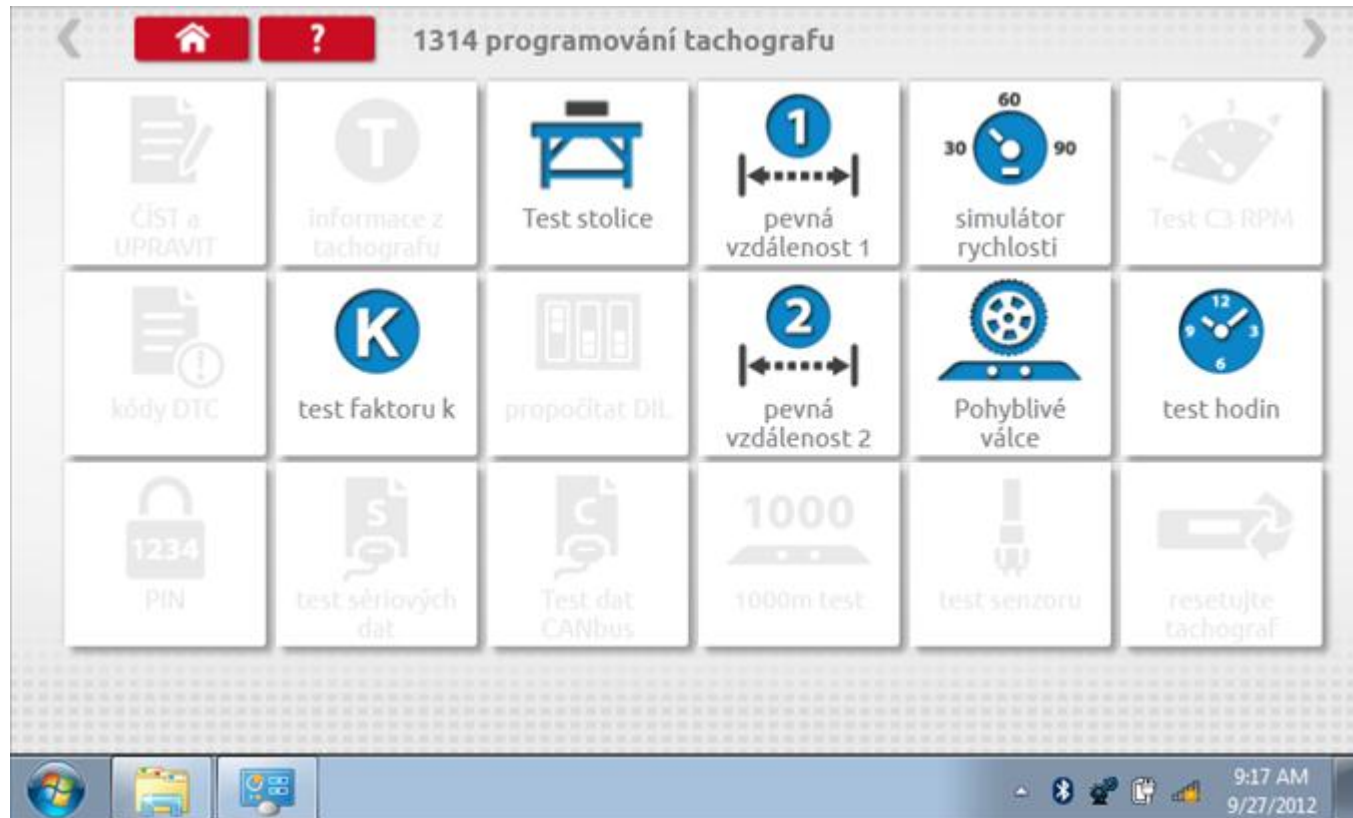 ? 1314 programování tachografu
ČÍST a
UPRAVIT
informace z
tachografu
T
Test stolice
1
pevná
vzdálenost 1
60
30 90
simulátor
rychlosti
Test C3 RPM
kódy DTC
K
test faktoru k
propočítat DIL
2
pevná
vzdálenost 2
Pohyblivé
válce
12
9 3
6
test hodin
1234
PIN
S
test sériových
dat
C
Test dat
CANbus
1000
1000m test
test senzoru
resetujte
tachograf
9:17 AM
9/27/2012